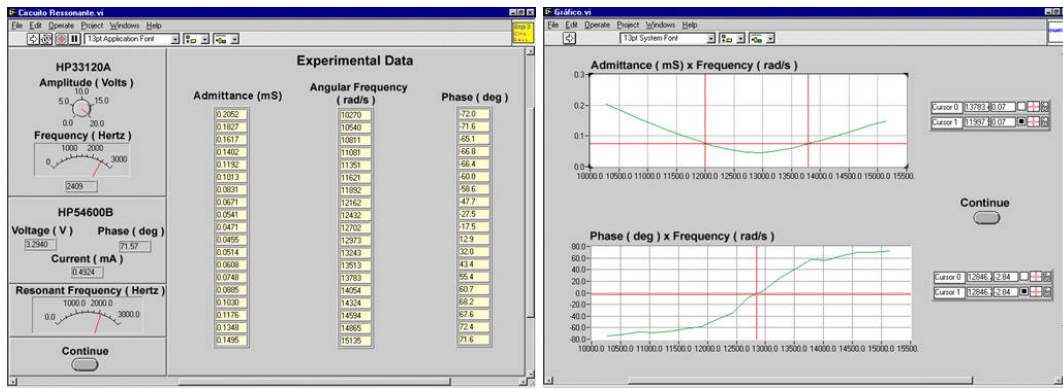 Circuito Ressonante.vi
File Edit Operate Project Windows Help
13pt Application Font
HP33120A
Amplitude ( Volts )
10.0
5.0 15.0
0.0 20.0
Frequency ( Hertz )
1000 2000
0 3000
2409
HP54600B
Voltage ( V ) Phase ( deg )
3.2940 71.57
Current ( mA )
0.4924
Resonant Frequency ( Hertz )
1000.0 2000.0
0.0 3000.0
Continue
Experimental Data
Admittance (mS) Angular Frequency ( rad/s ) Phase ( deg )
0.2052 10270 -72.0
0.1827 10540 -71.6
0.1617 10811 -65.1
0.1402 11081 -66.8
0.1192 11351 -66.4
0.1013 11621 -60.0
0.0831 11892 -58.6
0.0671 12162 -47.7
0.0541 12432 -27.5
0.0471 12702 -17.5
0.0455 12973 12.9
0.0514 13243 32.0
0.0608 13513 43.4
0.0748 13783 55.4
0.0885 14054 60.7
0.1030 14324 68.2
0.1176 14594 67.6
0.1348 14865 72.4
0.1495 15135 71.6
Gráfico.vi
File Edit Operate Project Windows Help
13pt System Font
Admittance ( mS) x Frequency ( rad/s )
0.3
0.2
0.1
0.0
10000.0 10500.0 11000.0 11500.0 12000.0 12500.0 13000.0 13500.0 14000.0 14500.0 15000.0 15500.0
Cursor 0 13783. 0.07
Cursor 1 11997. 0.07
Continue
Phase ( deg ) x Frequency ( rad/s )
80.0
60.0
40.0
20.0
0.0
-20.0
-40.0
-60.0
-80.0
10000.0 10500.0 11000.0 11500.0 12000.0 12500.0 13000.0 13500.0 14000.0 14500.0 15000.0 15500.
Cursor 0 12846. -2.84
Cursor 1 12846. -2.84